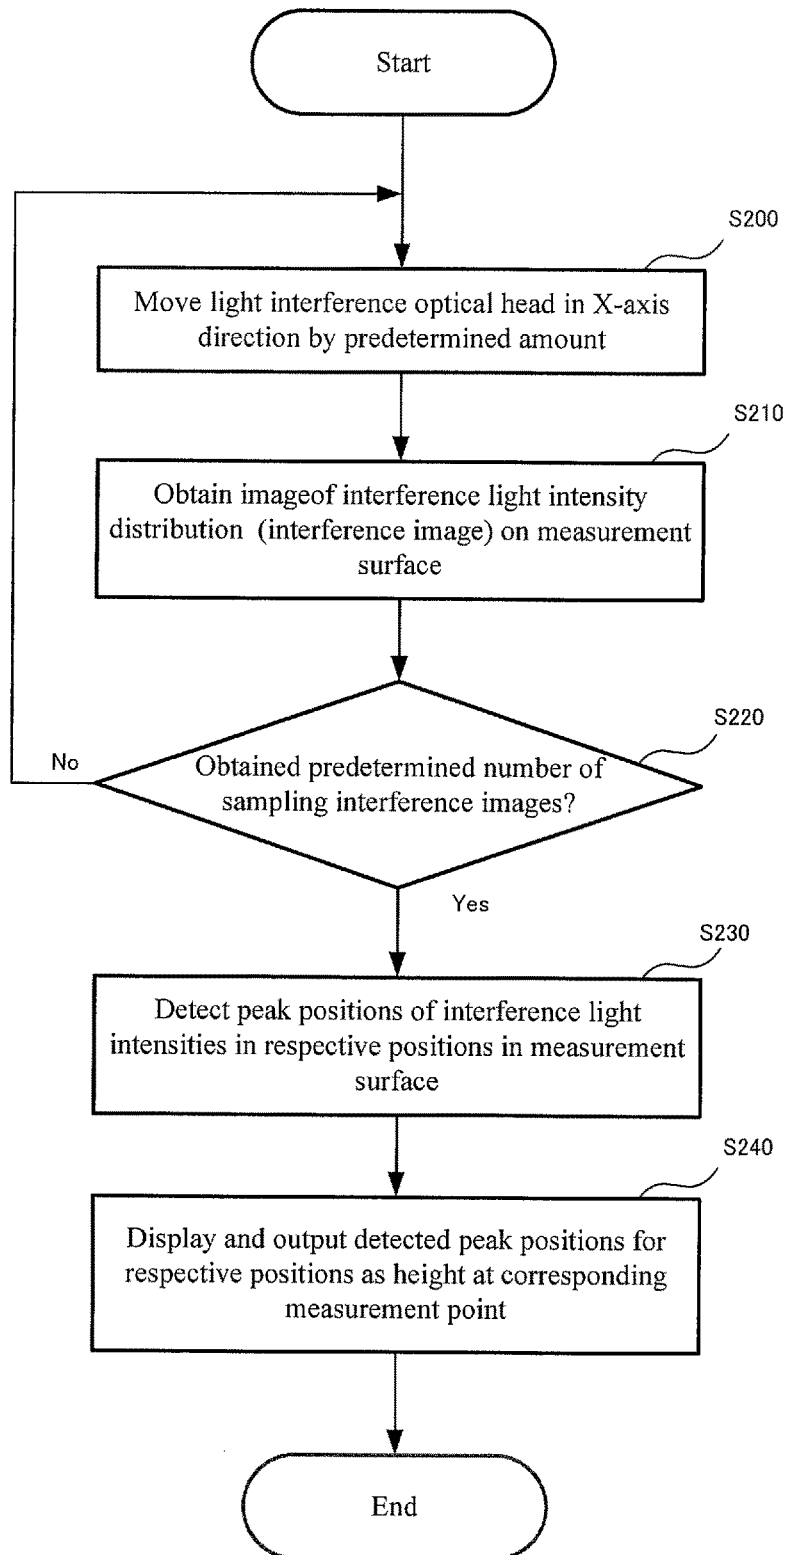 Start
S200
Move light interference optical head in X-axis
direction by predetermined amount
S210
Obtain imageof interference light intensity
distribution (interference image) on measurement
surface
S220
No
Obtained predetermined number of
sampling interference images?
Yes
S230
Detect peak positions of interference light
intensities in respective positions in measurement
surface
S240
Display and output detected peak positions for
respective positions as height at corresponding
measurement point
End